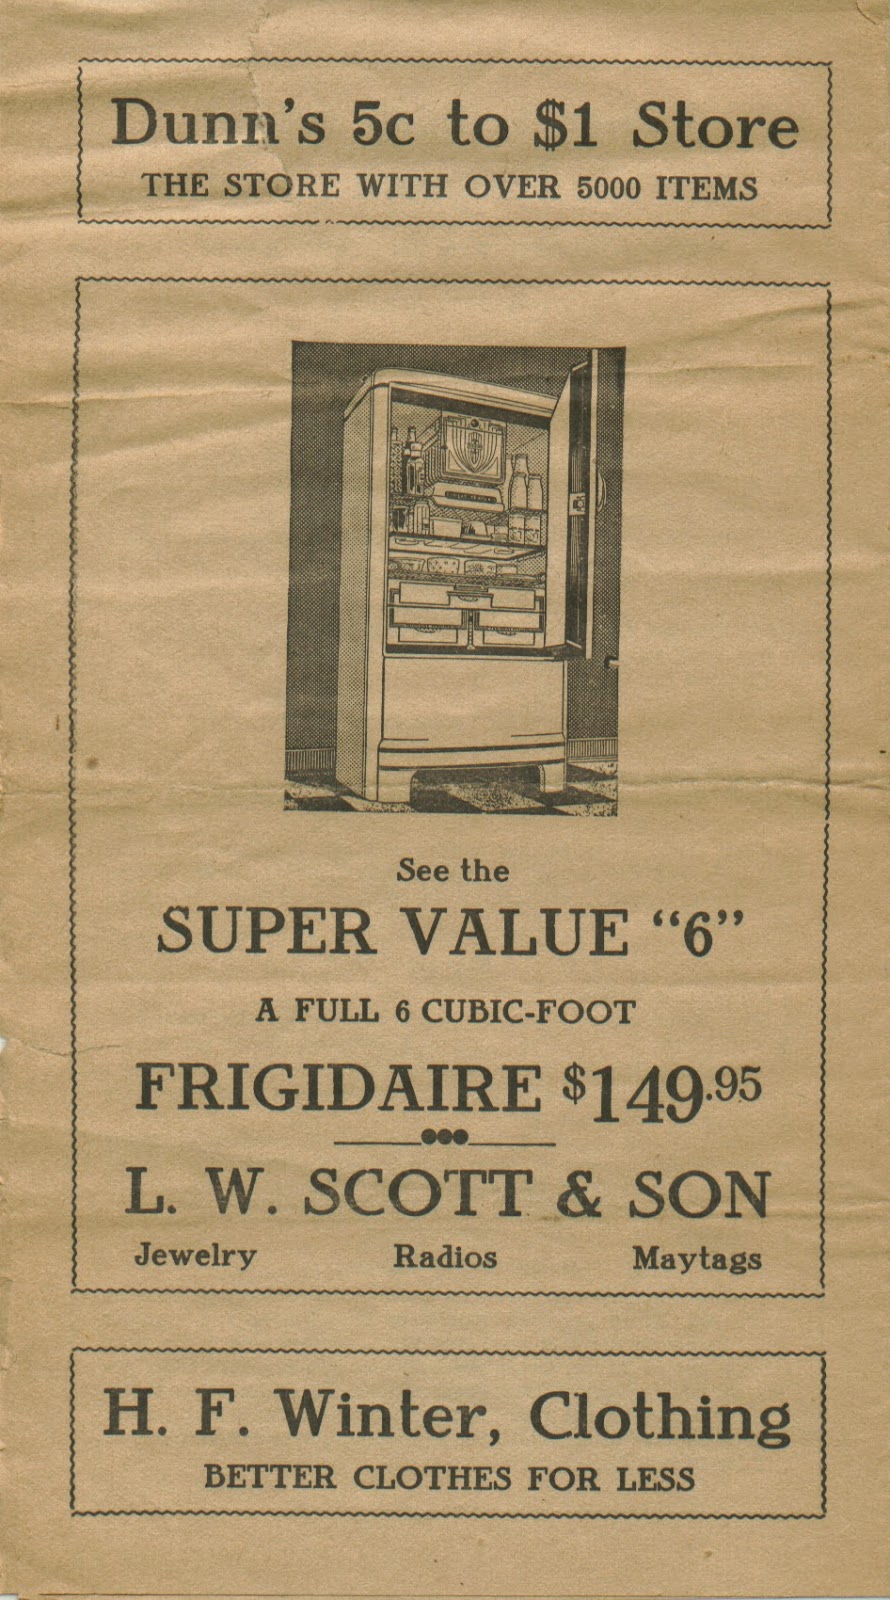 Dunn's 5c to $1 Store
THE STORE WITH OVER 5000 ITEMS
See the
SUPER VALUE “6”
A FULL 6 CUBIC-FOOT
FRIGIDAIRE $149.95
L. W. SCOTT & SON
Jewelry Radios Maytags
H. F. Winter, Clothing
BETTER CLOTHES FOR LESS